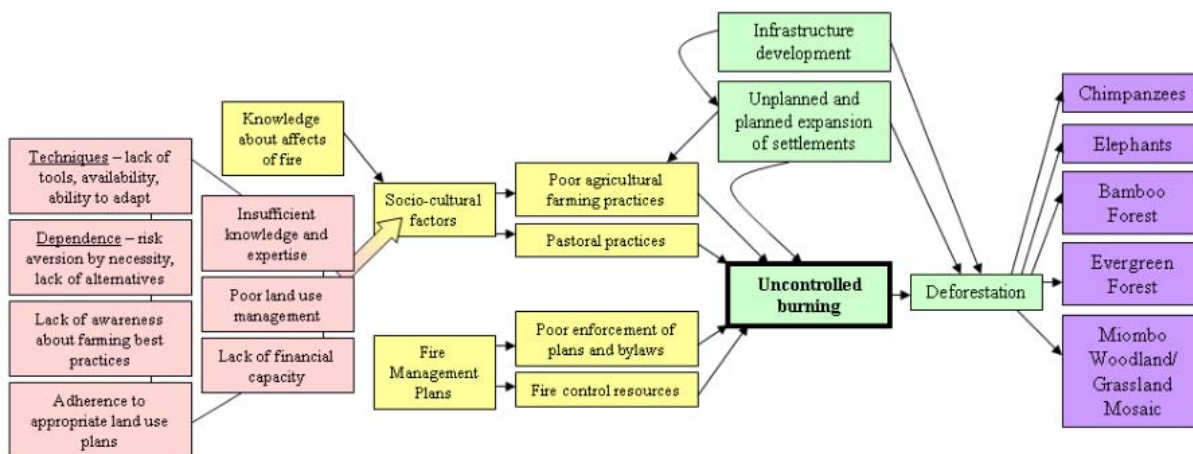 Infrastructure
development
Unplanned and
planned expansion
of settlements
Knowledge
about affects
of fire
Techniques – lack of
tools, availability,
ability to adapt
Dependence – risk
aversion by necessity,
lack of alternatives
Lack of awareness
about farming best
practices
Adherence to
appropriate land use
plans
Insufficient
knowledge and
expertise
Poor land use
management
Lack of financial
capacity
Socio-cultural
factors
Fire
Management
Plans
Poor agricultural
farming practices
Pastoral practices
Poor enforcement of
plans and bylaws
Fire control resources
Uncontrolled
burning
Deforestation
Chimpanzees
Elephants
Bamboo
Forest
Evergreen
Forest
Miombo
Woodland/
Grassland
Mosaic